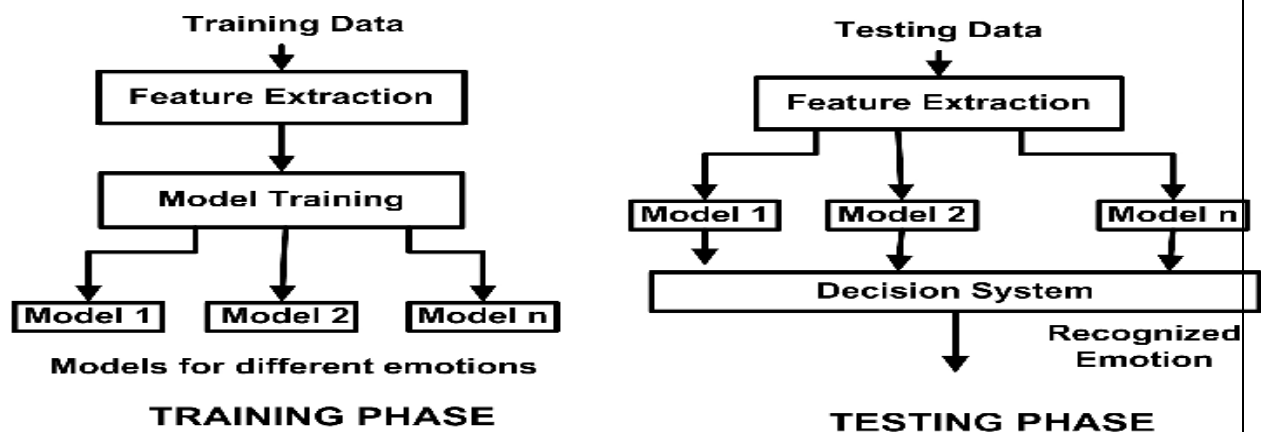 Training Data
Feature Extraction
Model Training
Model 1
Model 2
Model n
Models for different emotions
TRAINING PHASE
Testing Data
Feature Extraction
Model 1
Model 2
Model n
Decision System
Recognized
Emotion
TESTING PHASE